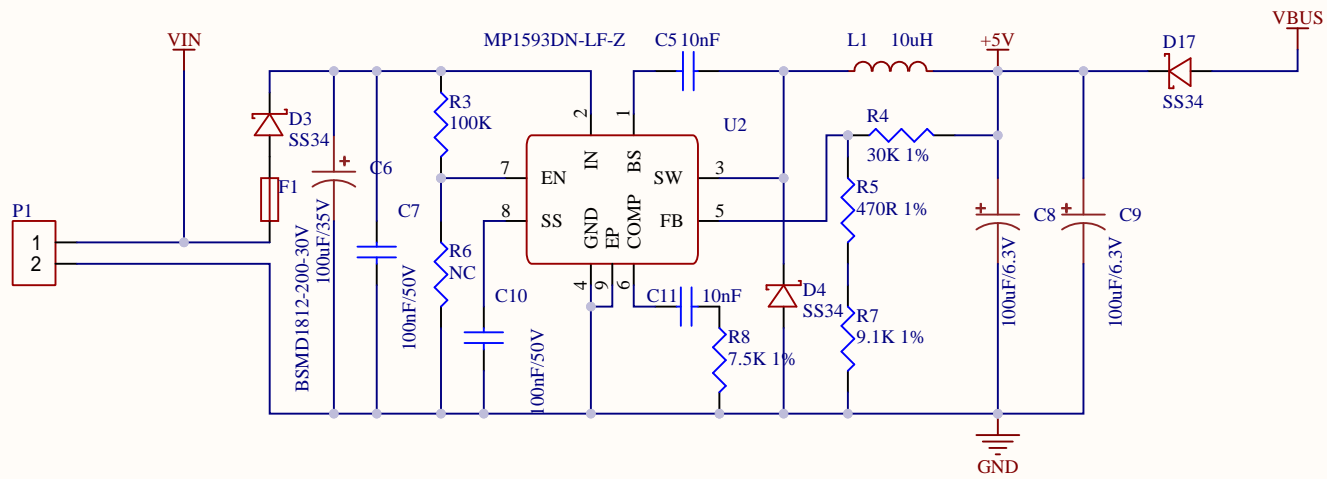 VBUS
VIN
MP1593DN-LF-Z
C5 10nF
L1 10uH
+5V
D17
SS34
R3
100K
D3
SS34
2
1
U2
R4
30K 1%
C6
IN
BS
7
EN
SW
3
F1
R5
470R 1%
P1
C7
8
SS
GND
EP
COMP
FB
5
C8
C9
1
2
R6
NC
BSMD1812-200-30V
100uF/35V
100nF/50V
C10
4
9
6
C11 10nF
D4
SS34
100uF/6.3V
100uF/6.3V
R7
9.1K 1%
R8
7.5K 1%
100nF/50V
GND